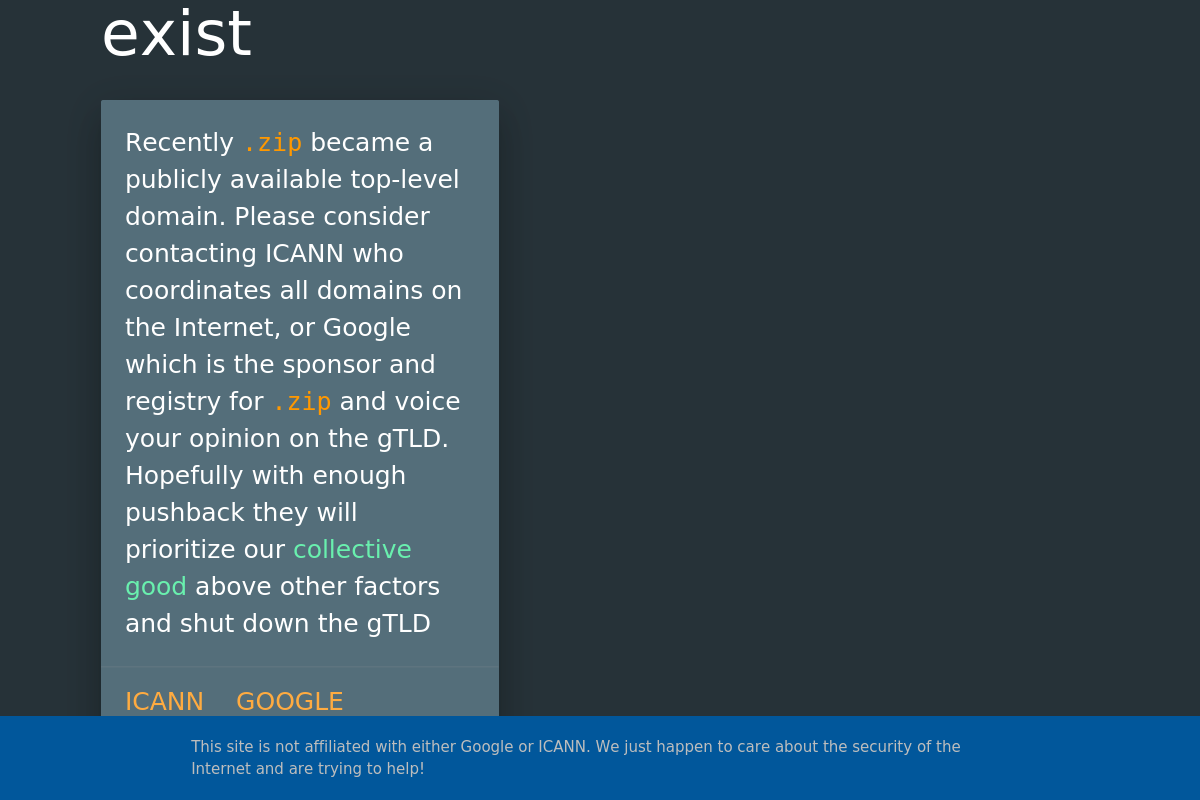 exist
Recently .zip became a
publicly available top-level
domain. Please consider
contacting ICANN who
coordinates all domains on
the Internet, or Google
which is the sponsor and
registry for .zip and voice
your opinion on the gTLD.
Hopefully with enough
pushback they will
prioritize our collective
good above other factors
and shut down the gTLD
ICANN GOOGLE
This site is not affiliated with either Google or ICANN. We just happen to care about the security of the
Internet and are trying to help!